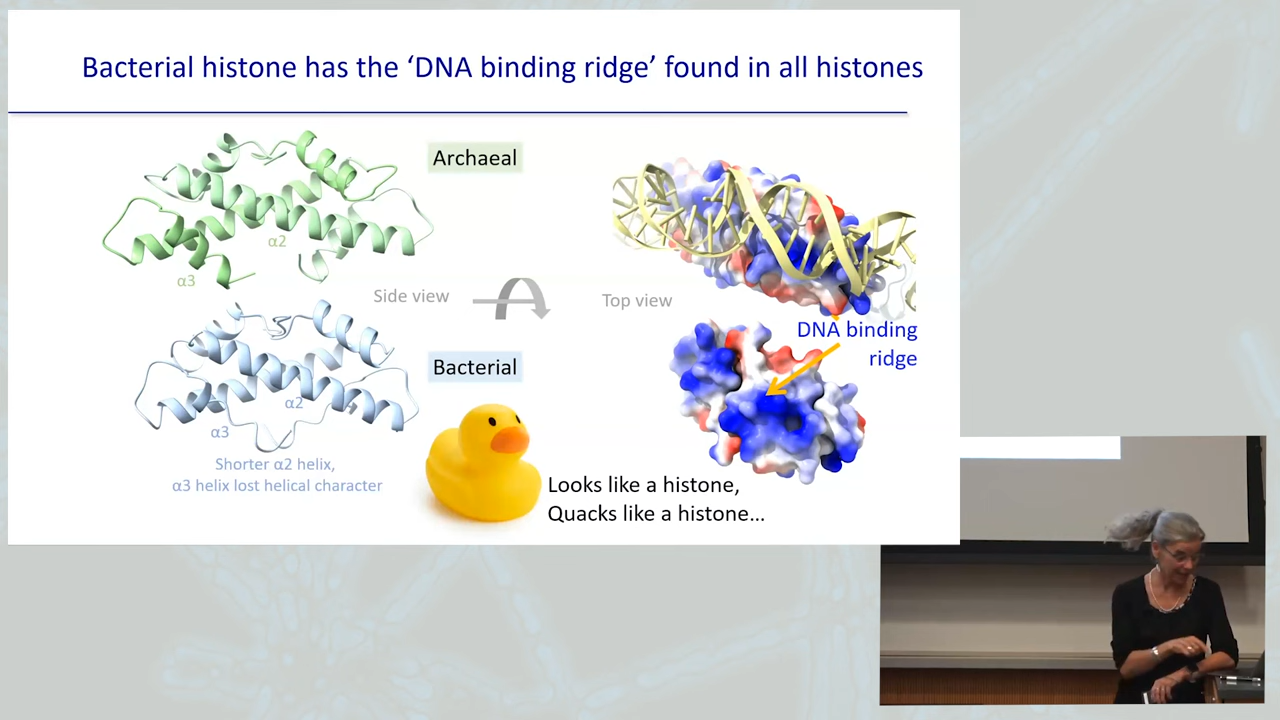 Bacterial histone has the ‘DNA binding ridge’ found in all histones
Archaeal
α2
α3
Side view
Top view
DNA binding
ridge
Bacterial
α2
α3
Shorter α2 helix,
α3 helix lost helical character
Looks like a histone,
Quacks like a histone...